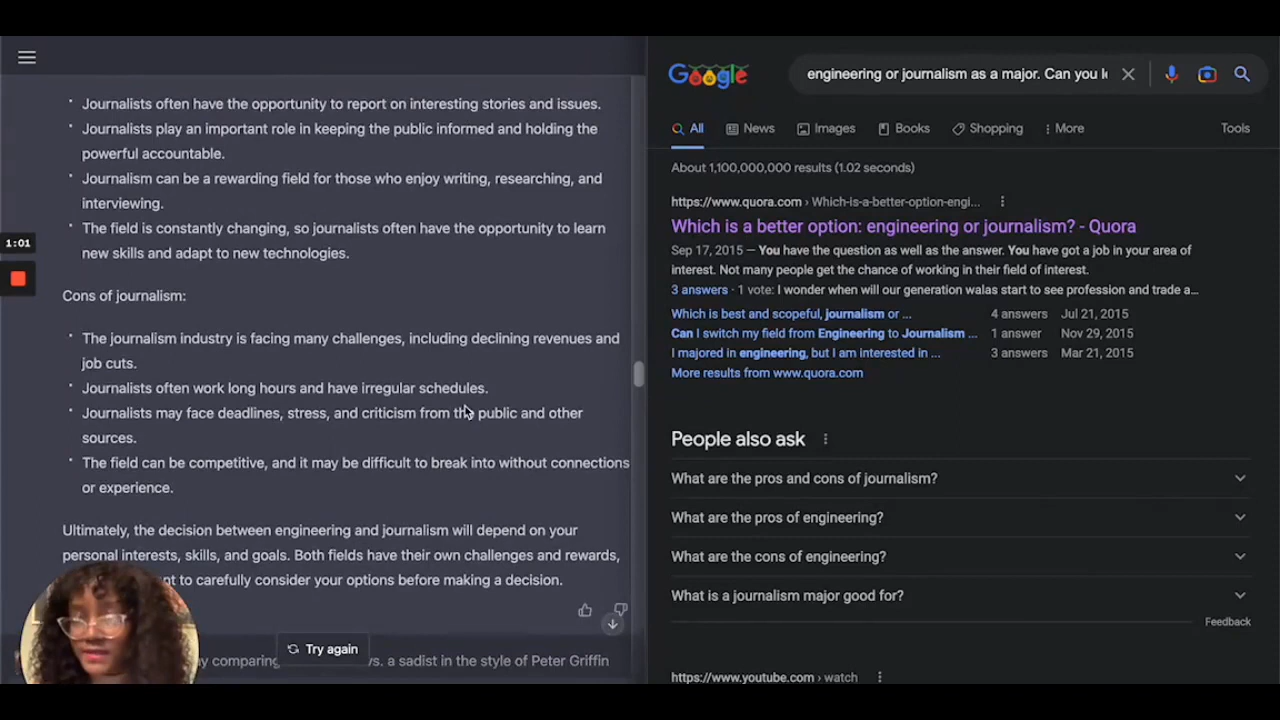 Journalists often have the opportunity to report on interesting stories and issues.
Journalists play an important role in keeping the public informed and holding the
powerful accountable.
Journalism can be a rewarding field for those who enjoy writing, researching, and
interviewing.
The field is constantly changing, so journalists often have the opportunity to learn
new skills and adapt to new technologies.
Cons of journalism:
The journalism industry is facing many challenges, including declining revenues and
job cuts.
Journalists often work long hours and have irregular schedules.
Journalists may face deadlines, stress, and criticism from the public and other
sources.
The field can be competitive, and it may be difficult to break into without connections
or experience.
Ultimately, the decision between engineering and journalism will depend on your
personal interests, skills, and goals. Both fields have their own challenges and rewards,
to carefully consider your options before making a decision.
Try again
comparing vs. a sadist in the style of Peter Griffin
1:01
Google
engineering or journalism as a major. Can you
All News Images Books Shopping More Tools
About 1,100,000,000 results (1.02 seconds)
https://www.quora.com › Which-is-a-better-option-engi...
Which is a better option: engineering or journalism? - Quora
Sep 17, 2015 — You have the question as well as the answer. You have got a job in your area of
interest. Not many people get the chance of working in their field of interest.
3 answers · 1 vote: I wonder when will our generation walas start to see profession and trade a...
Which is best and scopeful, journalism or ... 4 answers Jul 21, 2015
Can I switch my field from Engineering to Journalism ... 1 answer Nov 29, 2015
I majored in engineering, but I am interested in ... 3 answers Mar 21, 2015
More results from www.quora.com
People also ask
What are the pros and cons of journalism?
What are the pros of engineering?
What are the cons of engineering?
What is a journalism major good for?
Feedback
https://www.youtube.com › watch